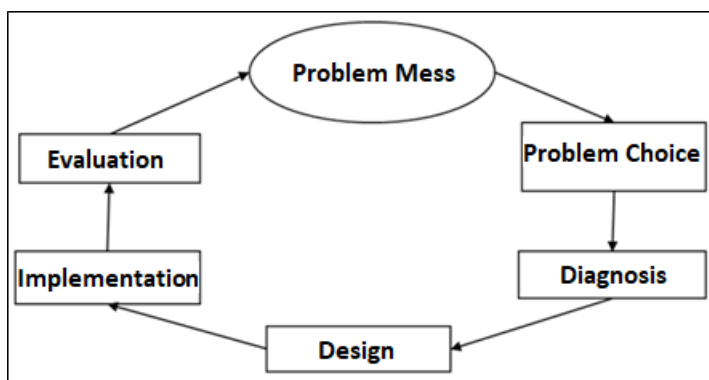 Problem Mess
Problem Choice
Diagnosis
Design
Implementation
Evaluation